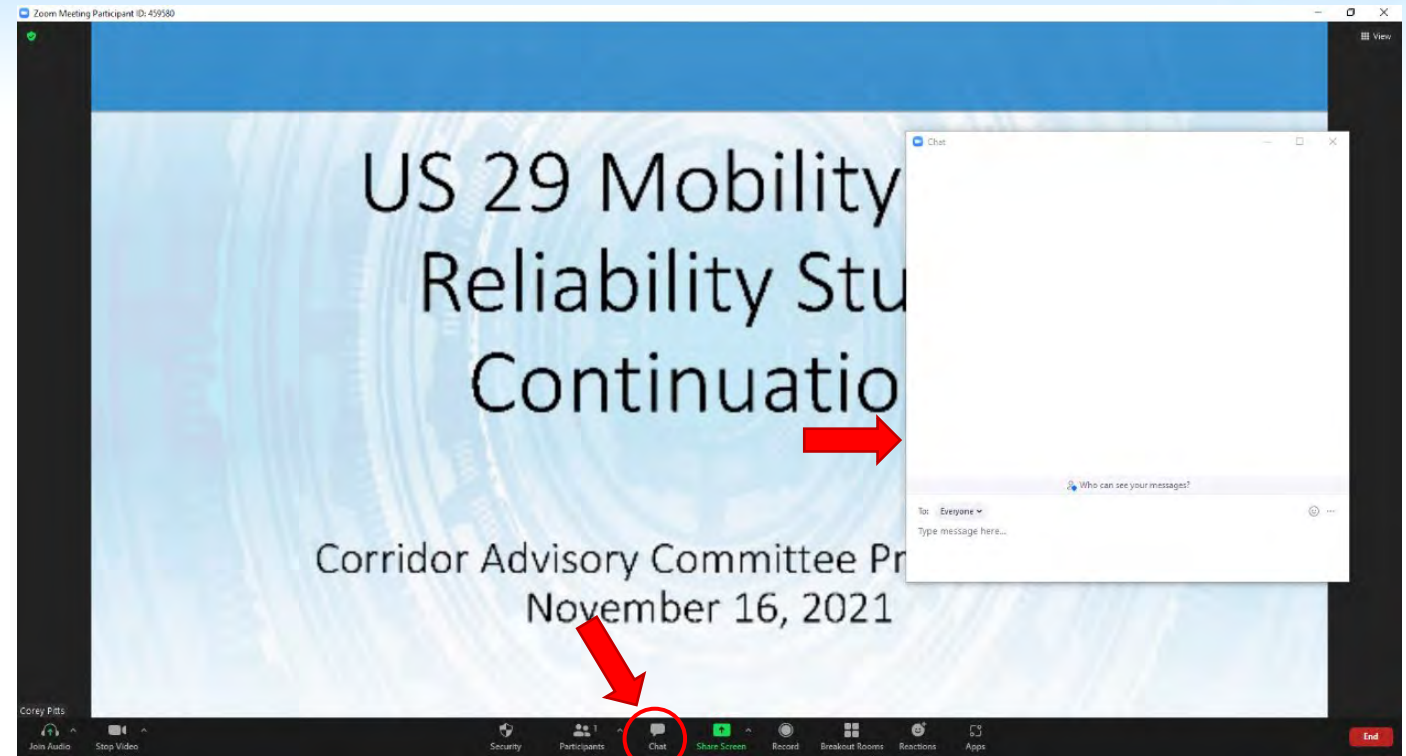 Zoom Meeting Participant ID: 459580
View
US 29 Mobility
Reliability Stu
Continuatio
Corridor Advisory Committee Pr
November 16, 2021
Chat
Who can see your messages?
To: Everyone
Type message here...
Corey Pitts
Join Audio
Stop Video
Security
Participants 1
Chat
Share Screen
Record
Breakout Rooms
Reactions
Apps
End